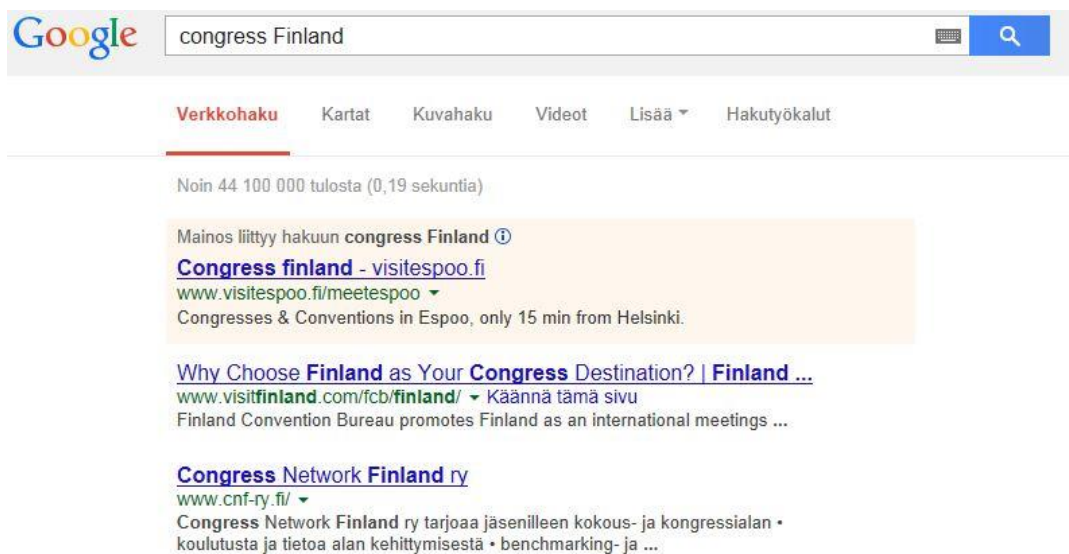 Google congress Finland
Verkkohaku Kartat Kuvahaku Videot Lisää Hakutyökalut
Noin 44 100 000 tulosta (0,19 sekuntia)
Mainos liittyy hakuun congress Finland
Congress finland - visitespoo.fi
www.visitespoo.fi/meetespoo
Congresses & Conventions in Espoo, only 15 min from Helsinki.
Why Choose Finland as Your Congress Destination? | Finland ...
www.visitfinland.com/fcb/finland/ Käännä tämä sivu
Finland Convention Bureau promotes Finland as an international meetings ...
Congress Network Finland ry
www.cnf-ry.fi/
Congress Network Finland ry tarjoaa jäsenilleen kokous- ja kongressialan •
koulutusta ja tietoa alan kehittymisestä • benchmarking- ja ...